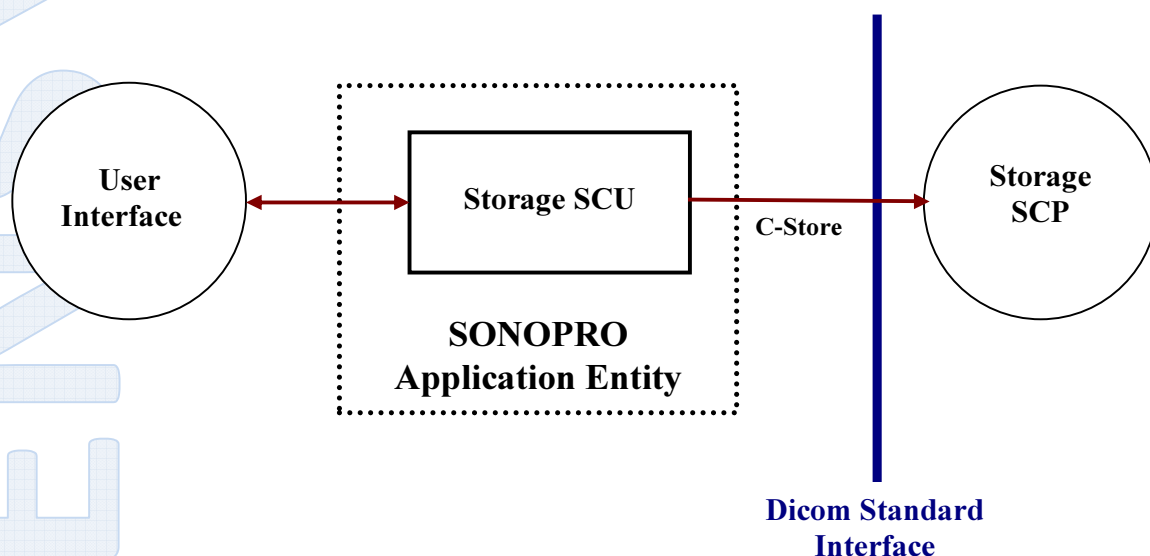 User
Interface
Storage SCU
C-Store
Storage
SCP
SONOPRO
Application Entity
Dicom Standard
Interface